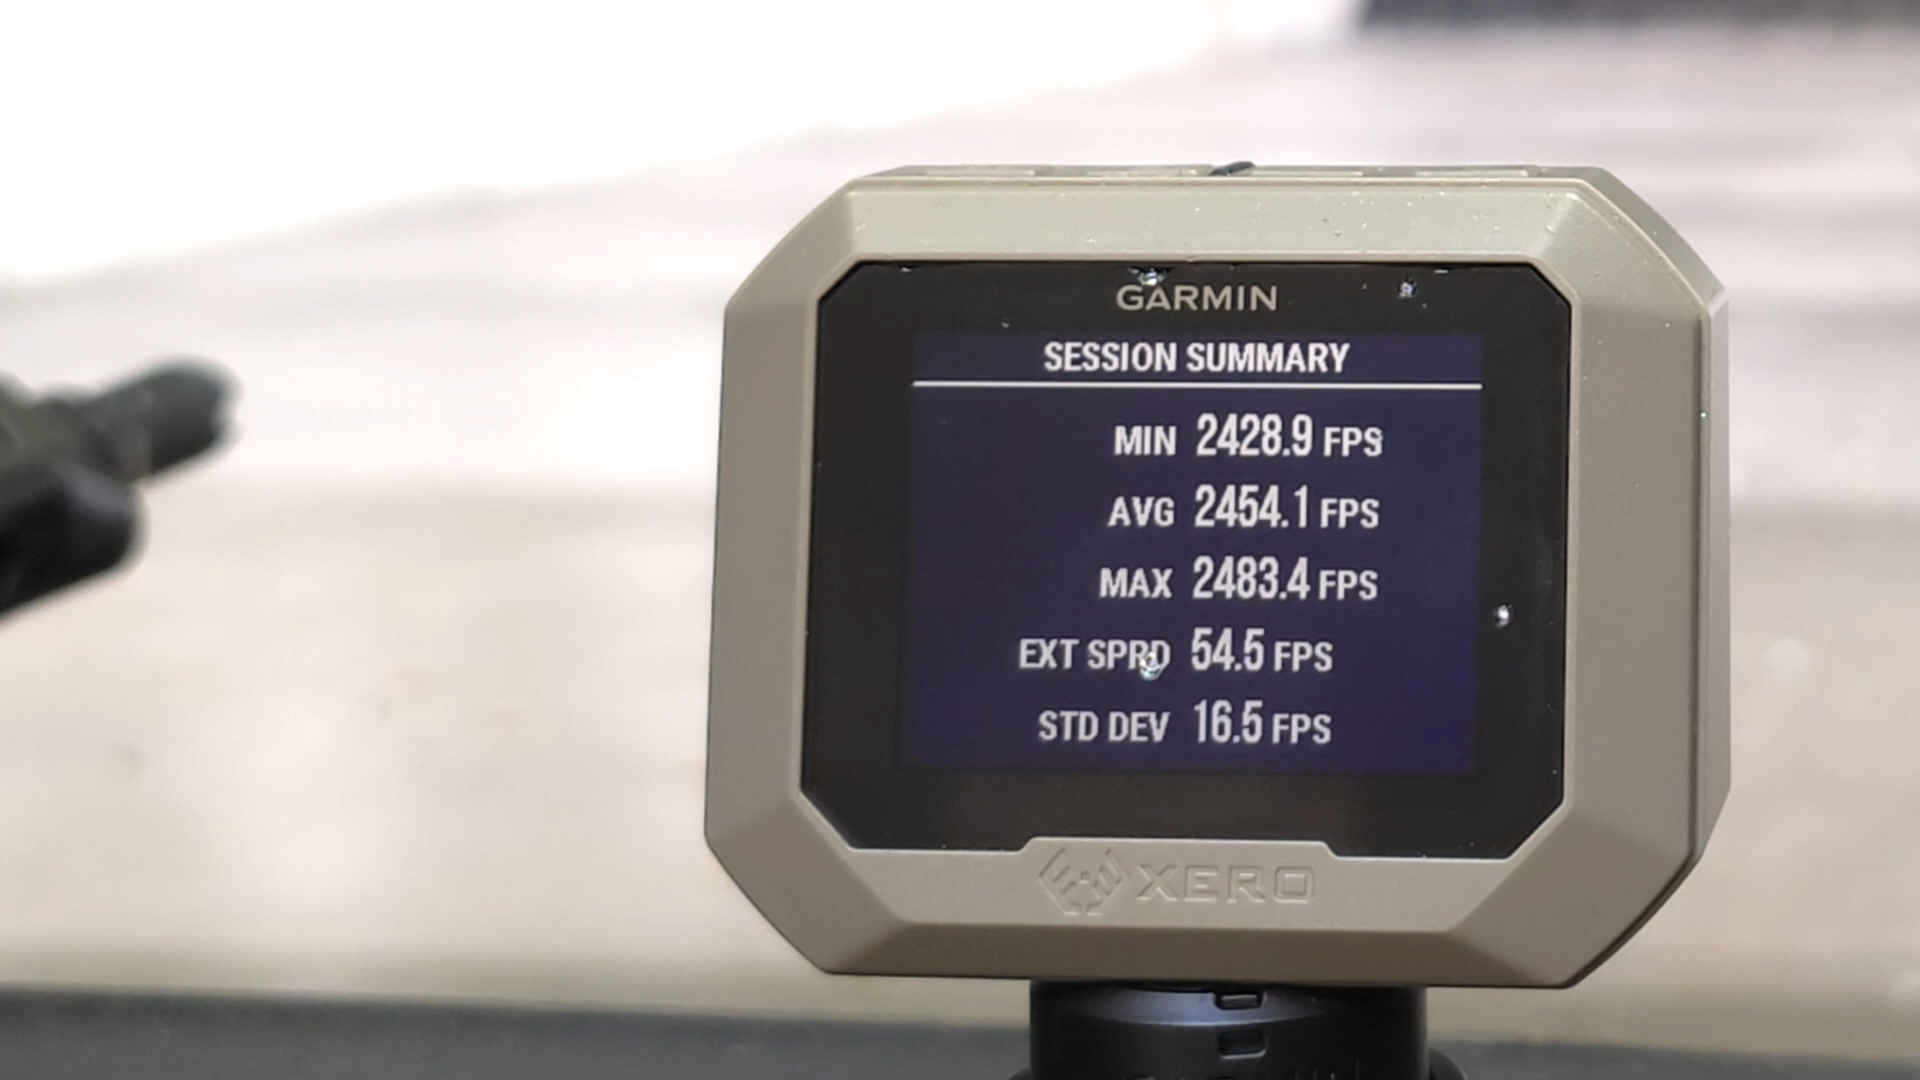 GARMIN
SESSION SUMMARY
MIN 2428.9 FPS
AVG 2454.1 FPS
MAX 2483.4 FPS
EXT SPRD 54.5 FPS
STD DEV 16.5 FPS
XERO